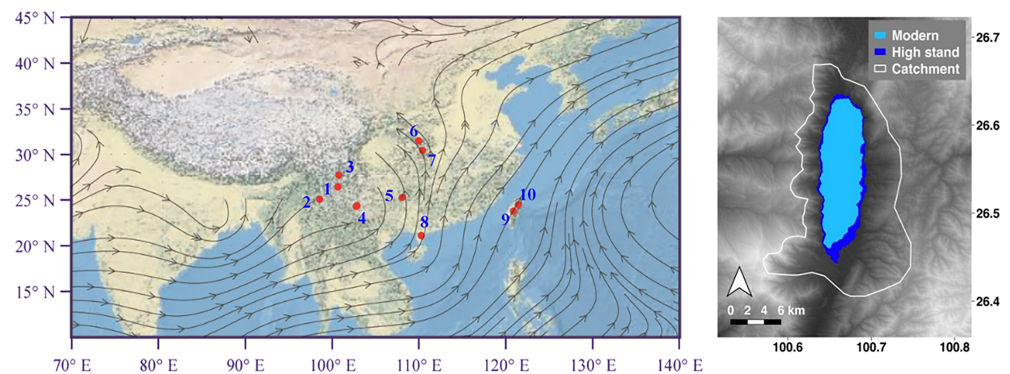 45° N
40° N
35° N
30° N
25° N
20° N
15° N
70° E
80° E
90° E
100° E
110° E
120° E
130° E
140° E
6
7
3
1
2
5
4
8
10
9
Modern
High stand
Catchment
26.7
26.6
26.5
26.4
0 2 4 6 km
100.6
100.7
100.8